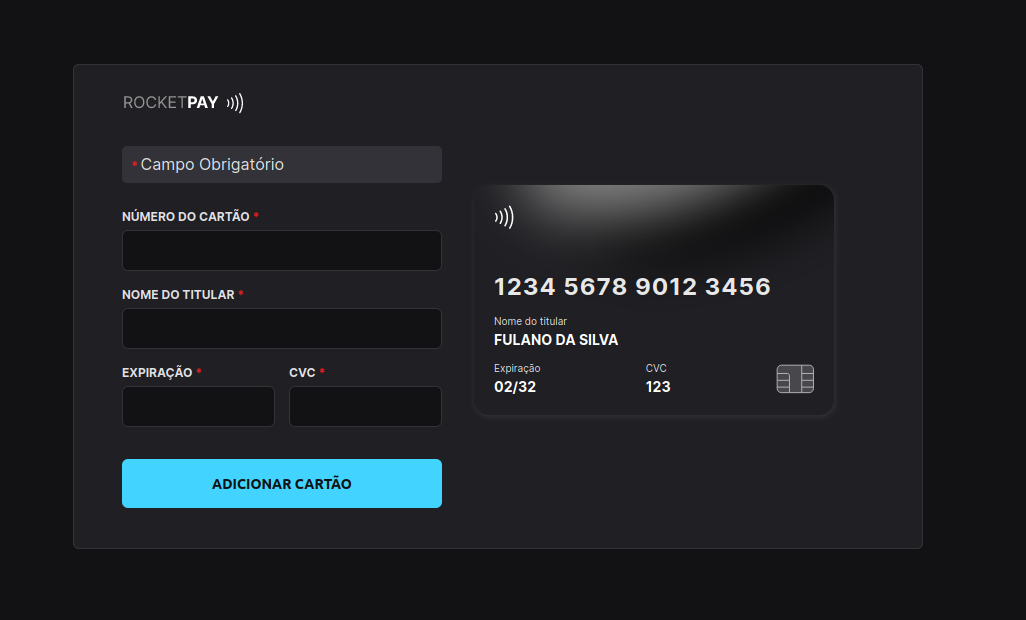 ROCKETPAY
* Campo Obrigatório
NÚMERO DO CARTÃO *
NOME DO TITULAR *
EXPIRAÇÃO * CVC *
ADICIONAR CARTÃO
1234 5678 9012 3456
Nome do titular
FULANO DA SILVA
Expiração CVC
02/32 123